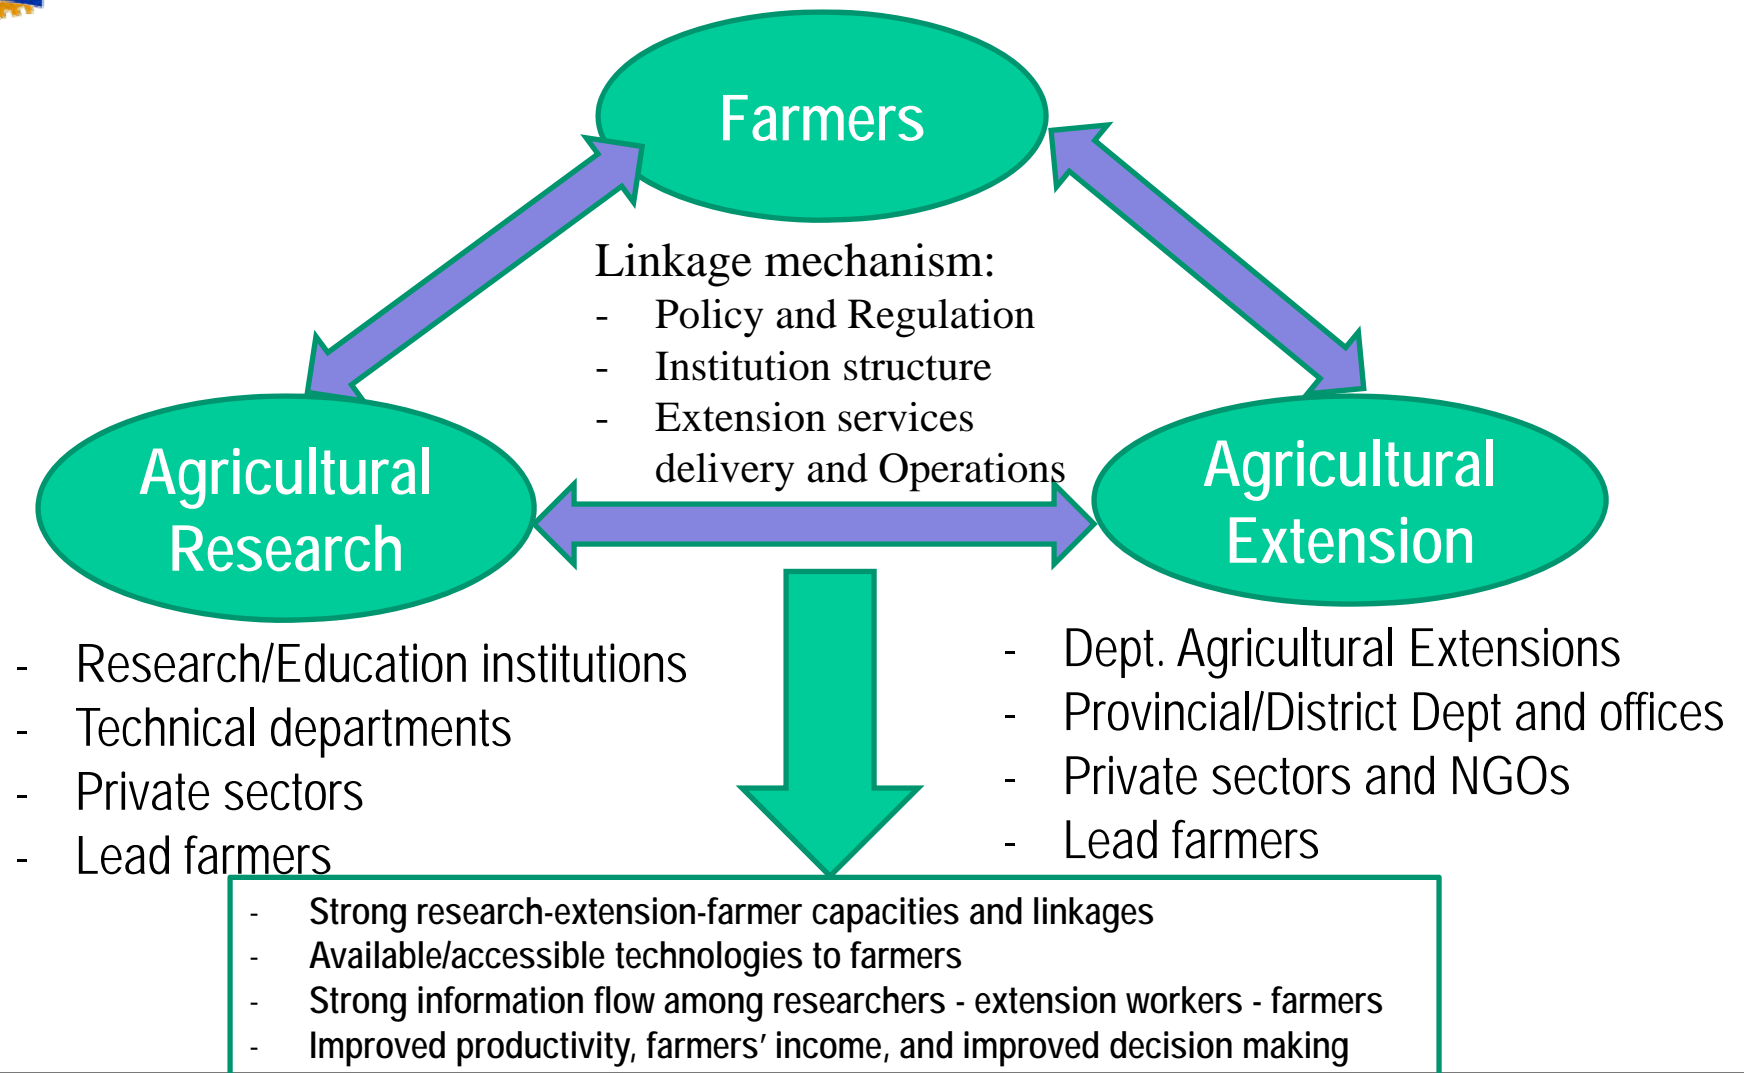 Farmers
Linkage mechanism:
- Policy and Regulation
- Institution structure
- Extension services
delivery and Operations
Agricultural
Research
Agricultural
Extension
- Research/Education institutions
- Technical departments
- Private sectors
- Lead farmers
- Dept. Agricultural Extensions
- Provincial/District Dept and offices
- Private sectors and NGOs
- Lead farmers
- Strong research-extension-farmer capacities and linkages
- Available/accessible technologies to farmers
- Strong information flow among researchers - extension workers - farmers
- Improved productivity, farmers’ income, and improved decision making